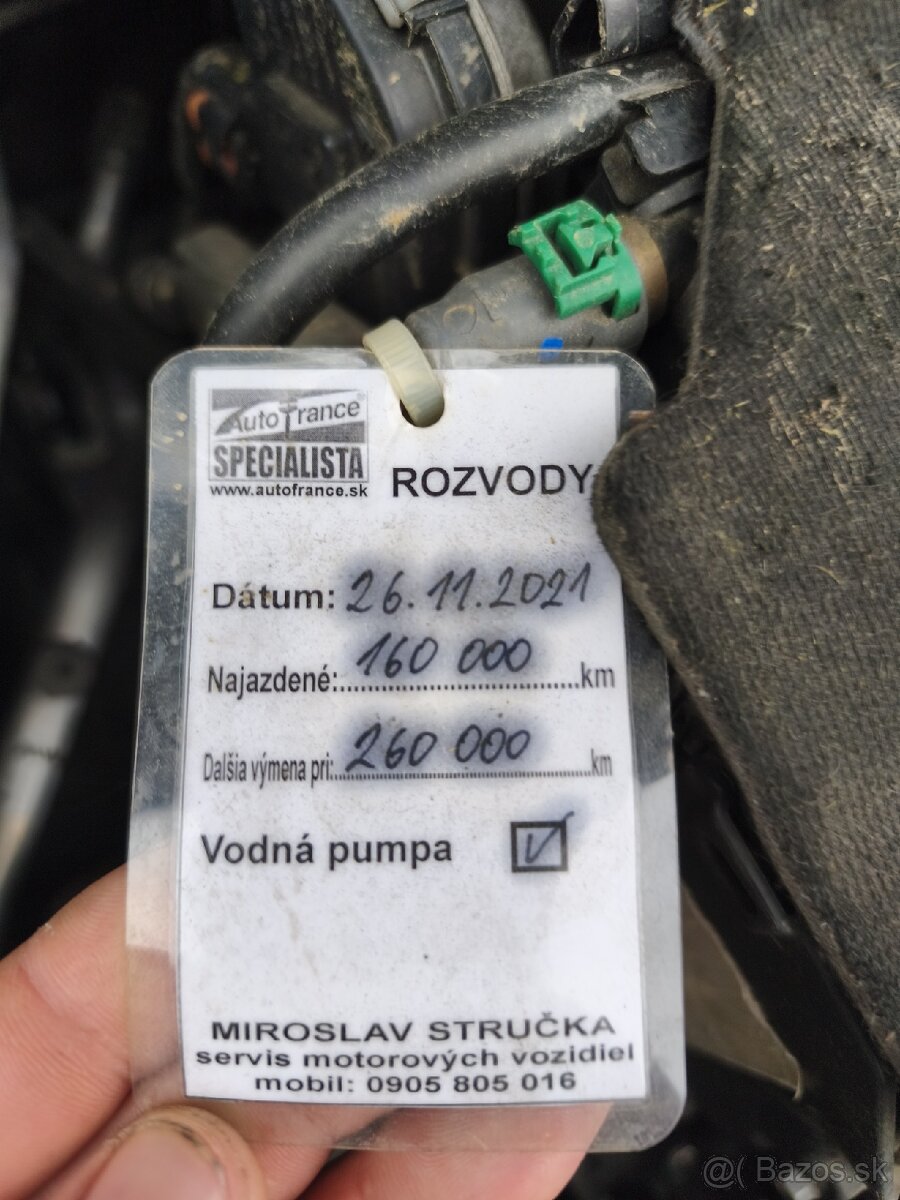 AutoFrance
SPECIALISTA
www.autofrance.sk
ROZVODY
Dátum: 26.11.2021
Najazdené: 160 000 km
Dalšia výmena pri: 260 000 km
Vodná pumpa ☑
MIROSLAV STRUČKA
servis motorových vozidiel
mobil: 0905 805 016
@( Bazos.sk